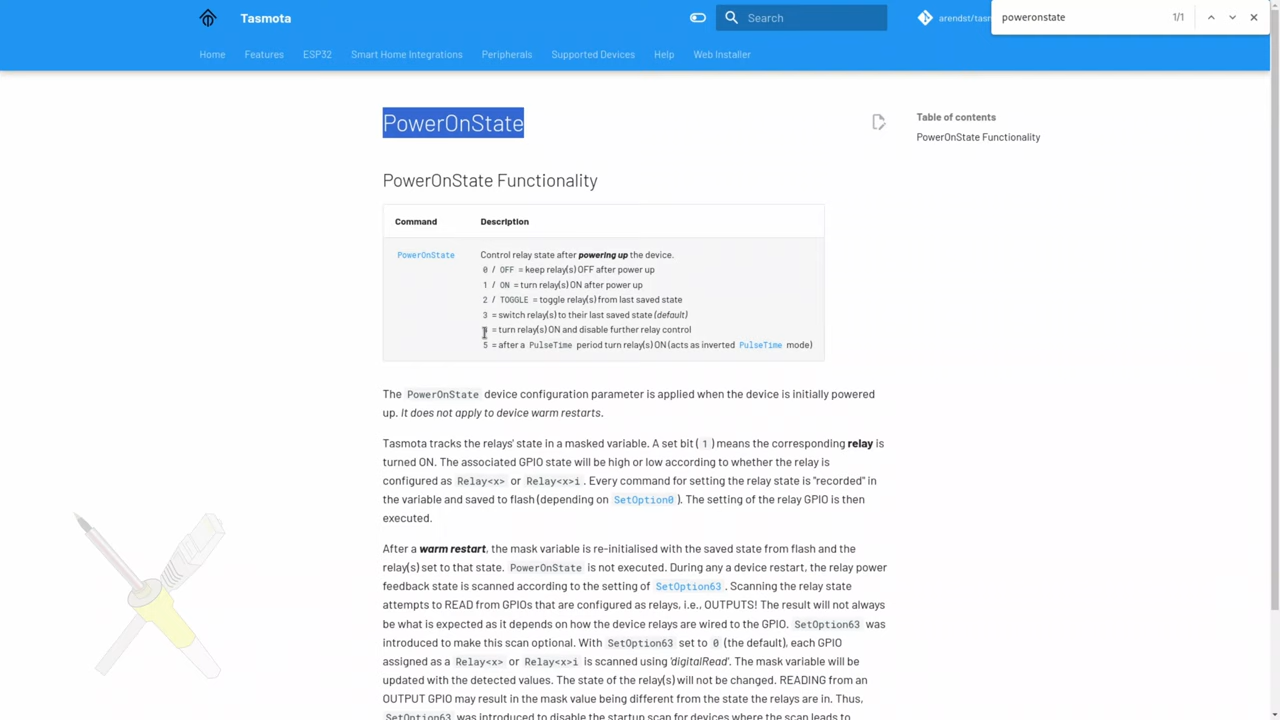 Tasmota
Search
arendst/tasm
poweronstate
1/1
Home Features ESP32 Smart Home Integrations Peripherals Supported Devices Help Web Installer
PowerOnState
Table of contents
PowerOnState Functionality
PowerOnState Functionality
Command Description
PowerOnState Control relay state after powering up the device.
0 / OFF = keep relay(s) OFF after power up
1 / ON = turn relay(s) ON after power up
2 / TOGGLE = toggle relay(s) from last saved state
3 = switch relay(s) to their last saved state (default)
= turn relay(s) ON and disable further relay control
5 = after a PulseTime period turn relay(s) ON (acts as inverted PulseTime mode)
The PowerOnState device configuration parameter is applied when the device is initially powered
up. It does not apply to device warm restarts.
Tasmota tracks the relays' state in a masked variable. A set bit ( 1 ) means the corresponding relay is
turned ON. The associated GPIO state will be high or low according to whether the relay is
configured as Relay<x> or Relay<x>i . Every command for setting the relay state is "recorded" in
the variable and saved to flash (depending on SetOption0 ). The setting of the relay GPIO is then
executed.
After a warm restart, the mask variable is re-initialised with the saved state from flash and the
relay(s) set to that state. PowerOnState is not executed. During any a device restart, the relay power
feedback state is scanned according to the setting of SetOption63 . Scanning the relay state
attempts to READ from GPIOs that are configured as relays, i.e., OUTPUTS! The result will not always
be what is expected as it depends on how the device relays are wired to the GPIO. SetOption63 was
introduced to make this scan optional. With SetOption63 set to 0 (the default), each GPIO
assigned as a Relay<x> or Relay<x>i is scanned using 'digitalRead'. The mask variable will be
updated with the detected values. The state of the relay(s) will not be changed. READING from an
OUTPUT GPIO may result in the mask value being different from the state the relays are in. Thus,
SetOption63 was introduced to disable the startup scan for devices where the scan leads to